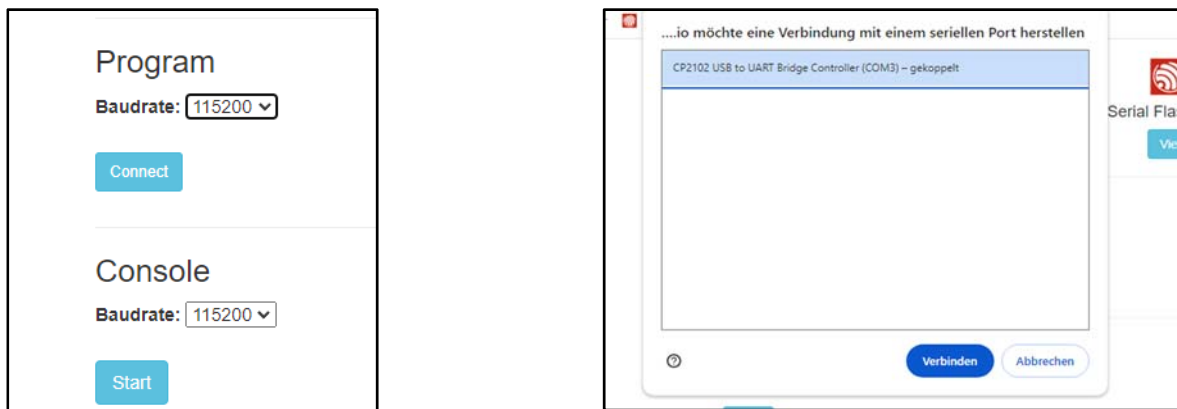 Program
Baudrate: 115200
Connect
Console
Baudrate: 115200
Start
....io möchte eine Verbindung mit einem seriellen Port herstellen
CP2102 USB to UART Bridge Controller (COM3) – gekoppelt
Verbinden
Abbrechen
Serial Fla
Vie